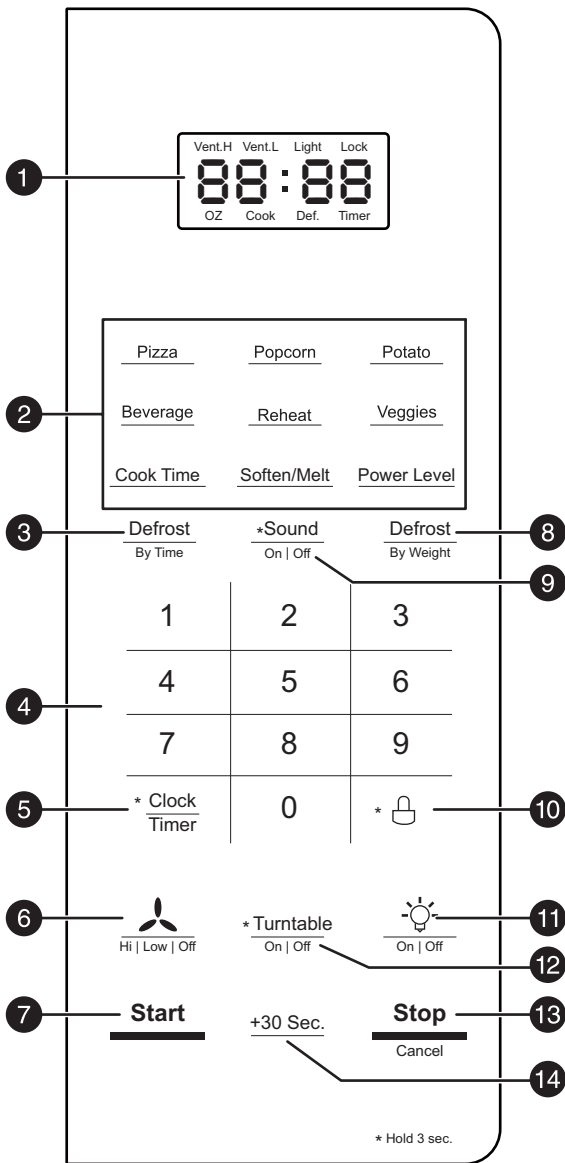 Vent.H Vent.L Light Lock
1 88:88
OZ Cook Def. Timer
Pizza Popcorn Potato
2 Beverage Reheat Veggies
Cook Time Soften/Melt Power Level
3 Defrost *Sound Defrost 8
By Time On | Off By Weight
9
1 2 3
4 5 6
4
7 8 9
5 * Clock 0 * 10
Timer
6 11
* Turntable
Hi | Low | Off On | Off On | Off
12
7 Start +30 Sec. Stop 13
Cancel
14
* Hold 3 sec.